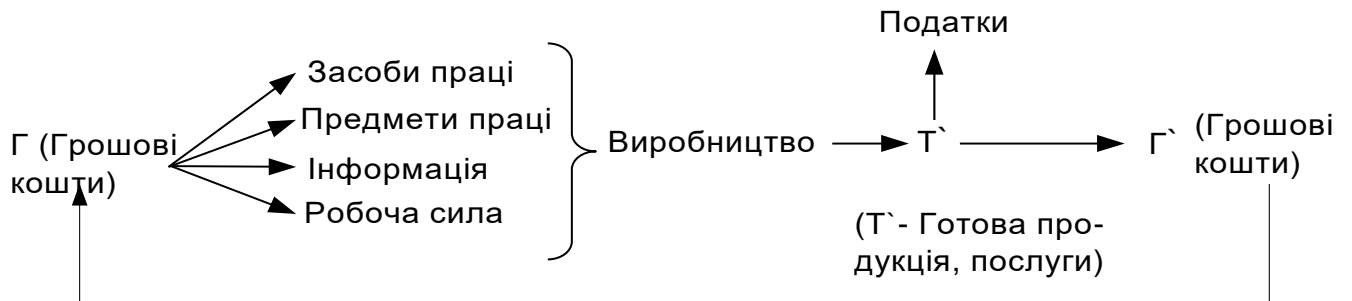 Податки
Засоби праці
Предмети праці
Інформація
Робоча сила
Г (Грошові
кошти)
Виробництво
Т`
Г` (Грошові
кошти)
(Т`- Готова про-
дукція, послуги)